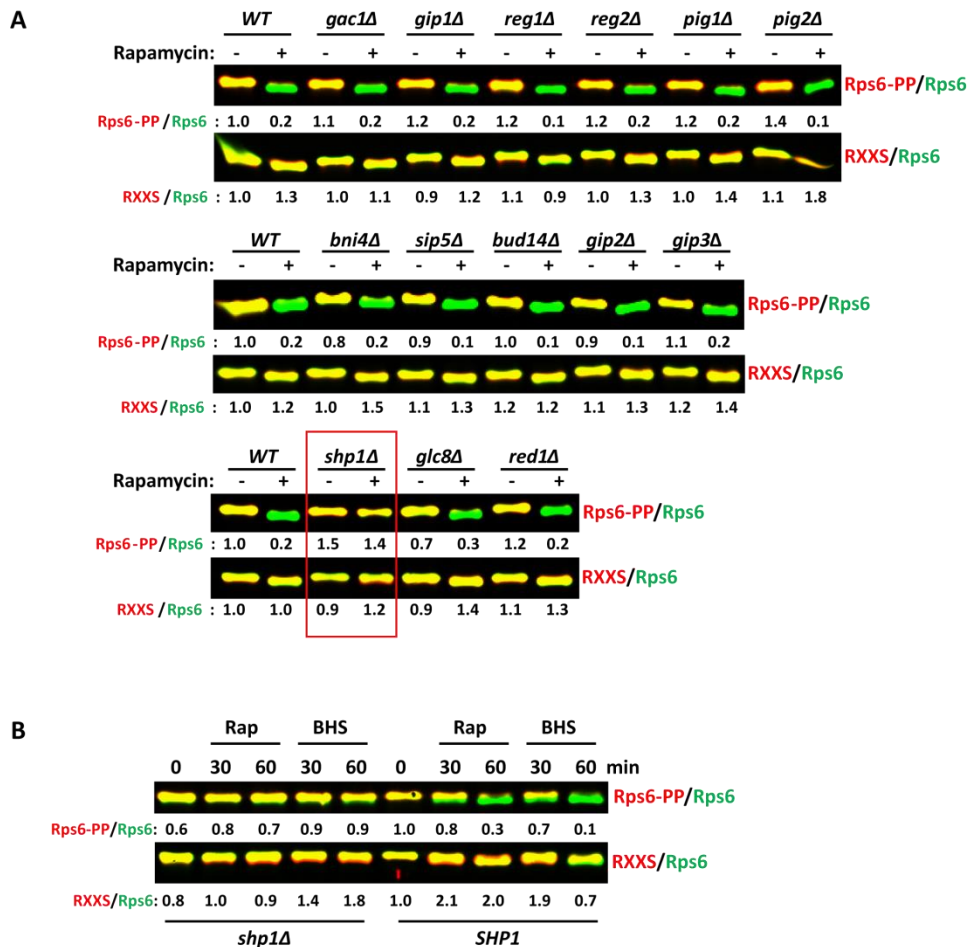 A
WT gac1Δ gip1Δ reg1Δ reg2Δ pig1Δ pig2Δ
Rapamycin: - + - + - + - + - + - + - +
Rps6-PP/Rps6
Rps6-PP/Rps6 : 1.0 0.2 1.1 0.2 1.2 0.2 1.2 0.1 1.2 0.2 1.2 0.2 1.4 0.1
RXXS/Rps6
RXXS/Rps6 : 1.0 1.3 1.0 1.1 0.9 1.2 1.1 0.9 1.0 1.3 1.0 1.4 1.1 1.8
WT bni4Δ sip5Δ bud14Δ gip2Δ gip3Δ
Rapamycin: - + - + - + - + - + - +
Rps6-PP/Rps6
Rps6-PP/Rps6 : 1.0 0.2 0.8 0.2 0.9 0.1 1.0 0.1 0.9 0.1 1.1 0.2
RXXS/Rps6
RXXS/Rps6 : 1.0 1.2 1.0 1.5 1.1 1.3 1.2 1.2 1.1 1.3 1.2 1.4
WT shp1Δ glc8Δ red1Δ
Rapamycin: - + - + - + - +
Rps6-PP/Rps6
Rps6-PP/Rps6 : 1.0 0.2 1.5 1.4 0.7 0.3 1.2 0.2
RXXS/Rps6
RXXS/Rps6 : 1.0 1.0 0.9 1.2 0.9 1.4 1.1 1.3
B
Rap BHS Rap BHS
0 30 60 30 60 0 30 60 30 60 min
Rps6-PP/Rps6
Rps6-PP/Rps6: 0.6 0.8 0.7 0.9 0.9 1.0 0.8 0.3 0.7 0.1
RXXS/Rps6
RXXS/Rps6: 0.8 1.0 0.9 1.4 1.8 1.0 2.1 2.0 1.9 0.7
shp1Δ SHP1